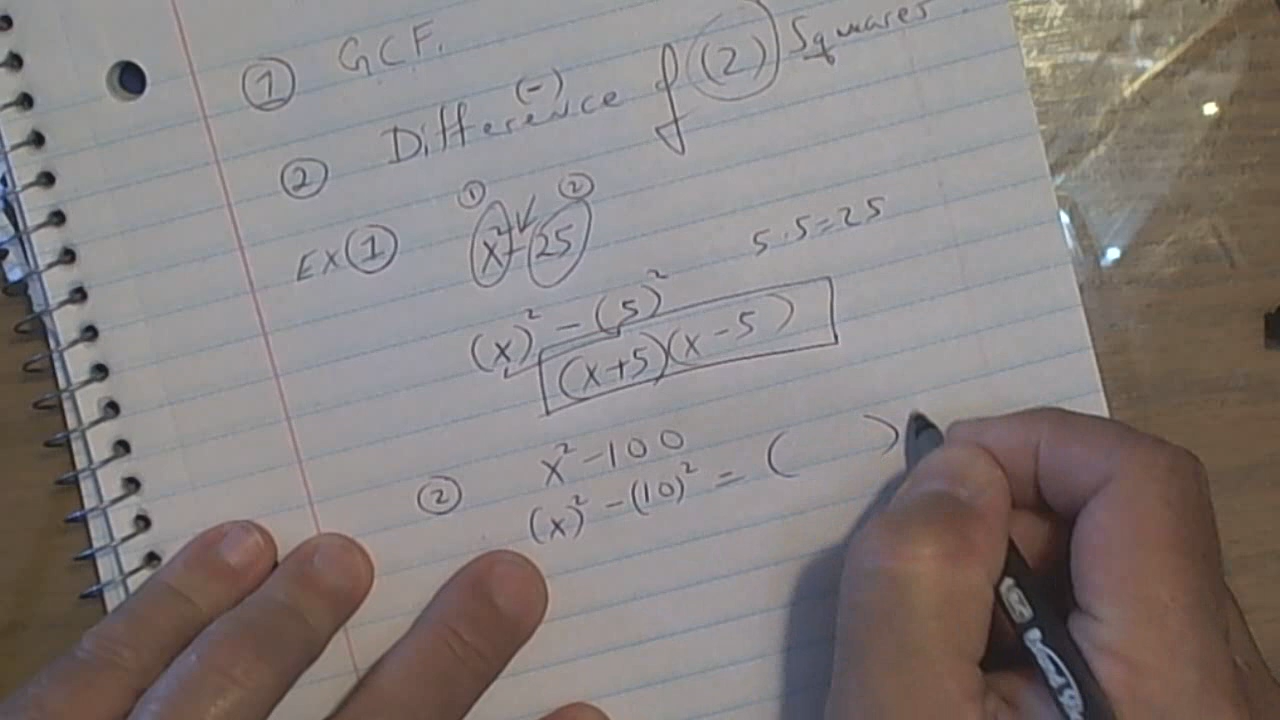 ① GCF.
② Difference of (2) Squares.
(-)
① ②
EX ① x² - 25
5.5=25
(x)² - (5)²
(x+5)(x-5)
② x² - 100
(x)² - (10)² = ( )